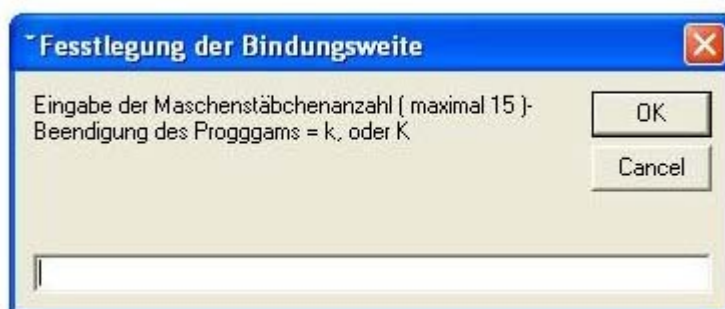 ˇFesstlegung der Bindungsweite
Eingabe der Maschenstäbchenanzahl ( maximal 15 )-
Beendigung des Progggams = k, oder K
OK
Cancel